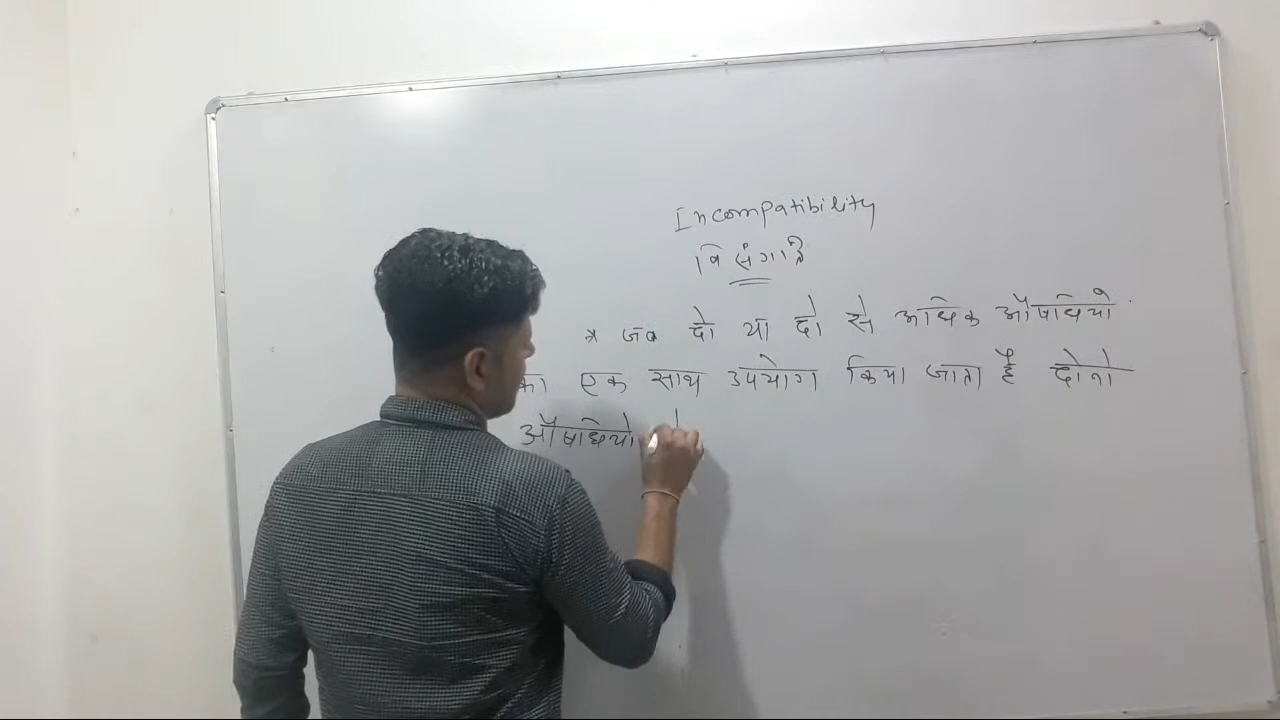 Incompatibility
विसंगति
* जब दो या दो से अधिक औषधियो
का एक साथ उपयोग किया जाता है दोनो
औषधियो